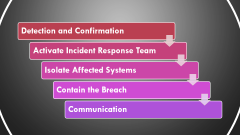 Detection and Confirmation
Activate Incident Response Team
Isolate Affected Systems
Contain the Breach
Communication